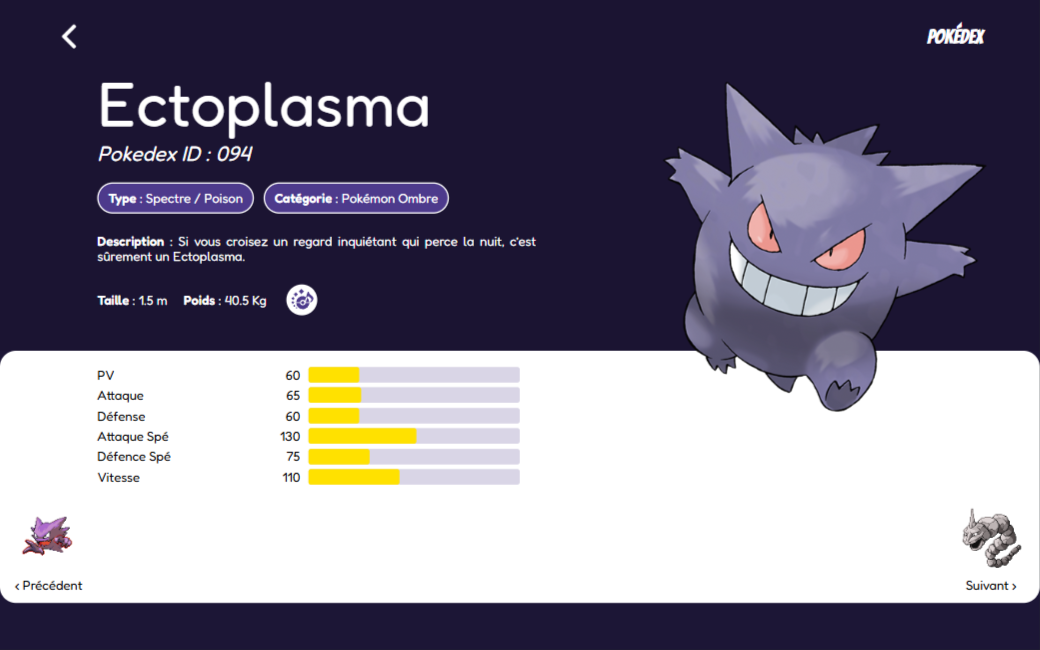 POKÉDEX
Ectoplasma
Pokedex ID : 094
Type : Spectre / Poison
Catégorie : Pokémon Ombre
Description : Si vous croisez un regard inquiétant qui perce la nuit, c'est
sûrement un Ectoplasma.
Taille : 1.5 m Poids : 40.5 Kg
PV 60
Attaque 65
Défense 60
Attaque Spé 130
Défence Spé 75
Vitesse 110
‹ Précédent
Suivant ›